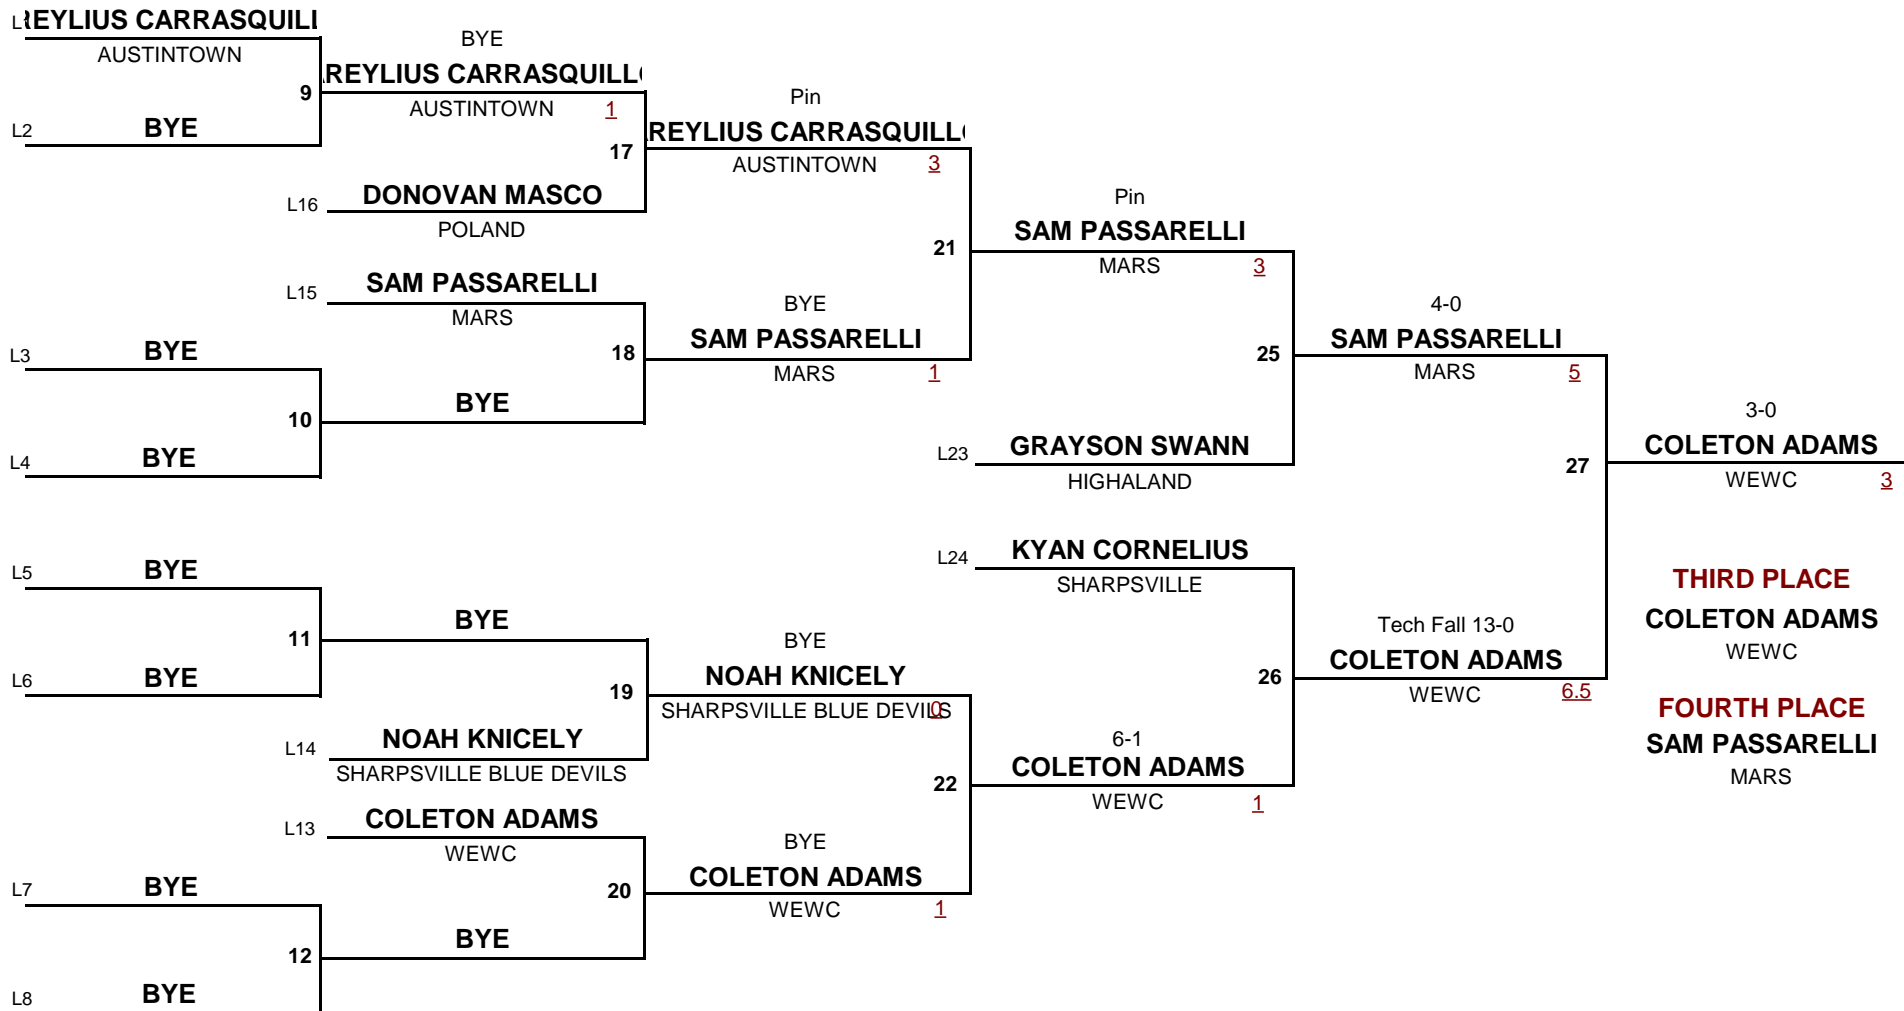 L1 REYLIUS CARRASQUILL
AUSTINTOWN
9
L2 BYE
BYE
REYLIUS CARRASQUILLO
AUSTINTOWN 1
17
L16 DONOVAN MASCO
POLAND
Pin
REYLIUS CARRASQUILLO
AUSTINTOWN 3
21
L15 SAM PASSARELLI
MARS
18
L3 BYE
10
BYE
L4 BYE
BYE
SAM PASSARELLI
MARS 1
Pin
SAM PASSARELLI
MARS 3
25
L23 GRAYSON SWANN
HIGHALAND
4-0
SAM PASSARELLI
MARS 5
27
3-0
COLETON ADAMS
WEWC 3
L5 BYE
11
BYE
L6 BYE
19
L14 NOAH KNICELY
SHARPSVILLE BLUE DEVILS
BYE
NOAH KNICELY
SHARPSVILLE BLUE DEVILS 0
22
L13 COLETON ADAMS
WEWC
20
L7 BYE
12
BYE
L8 BYE
BYE
COLETON ADAMS
WEWC 1
L24 KYAN CORNELIUS
SHARPSVILLE
26
6-1
COLETON ADAMS
WEWC 1
Tech Fall 13-0
COLETON ADAMS
WEWC 6.5
THIRD PLACE
COLETON ADAMS
WEWC
FOURTH PLACE
SAM PASSARELLI
MARS